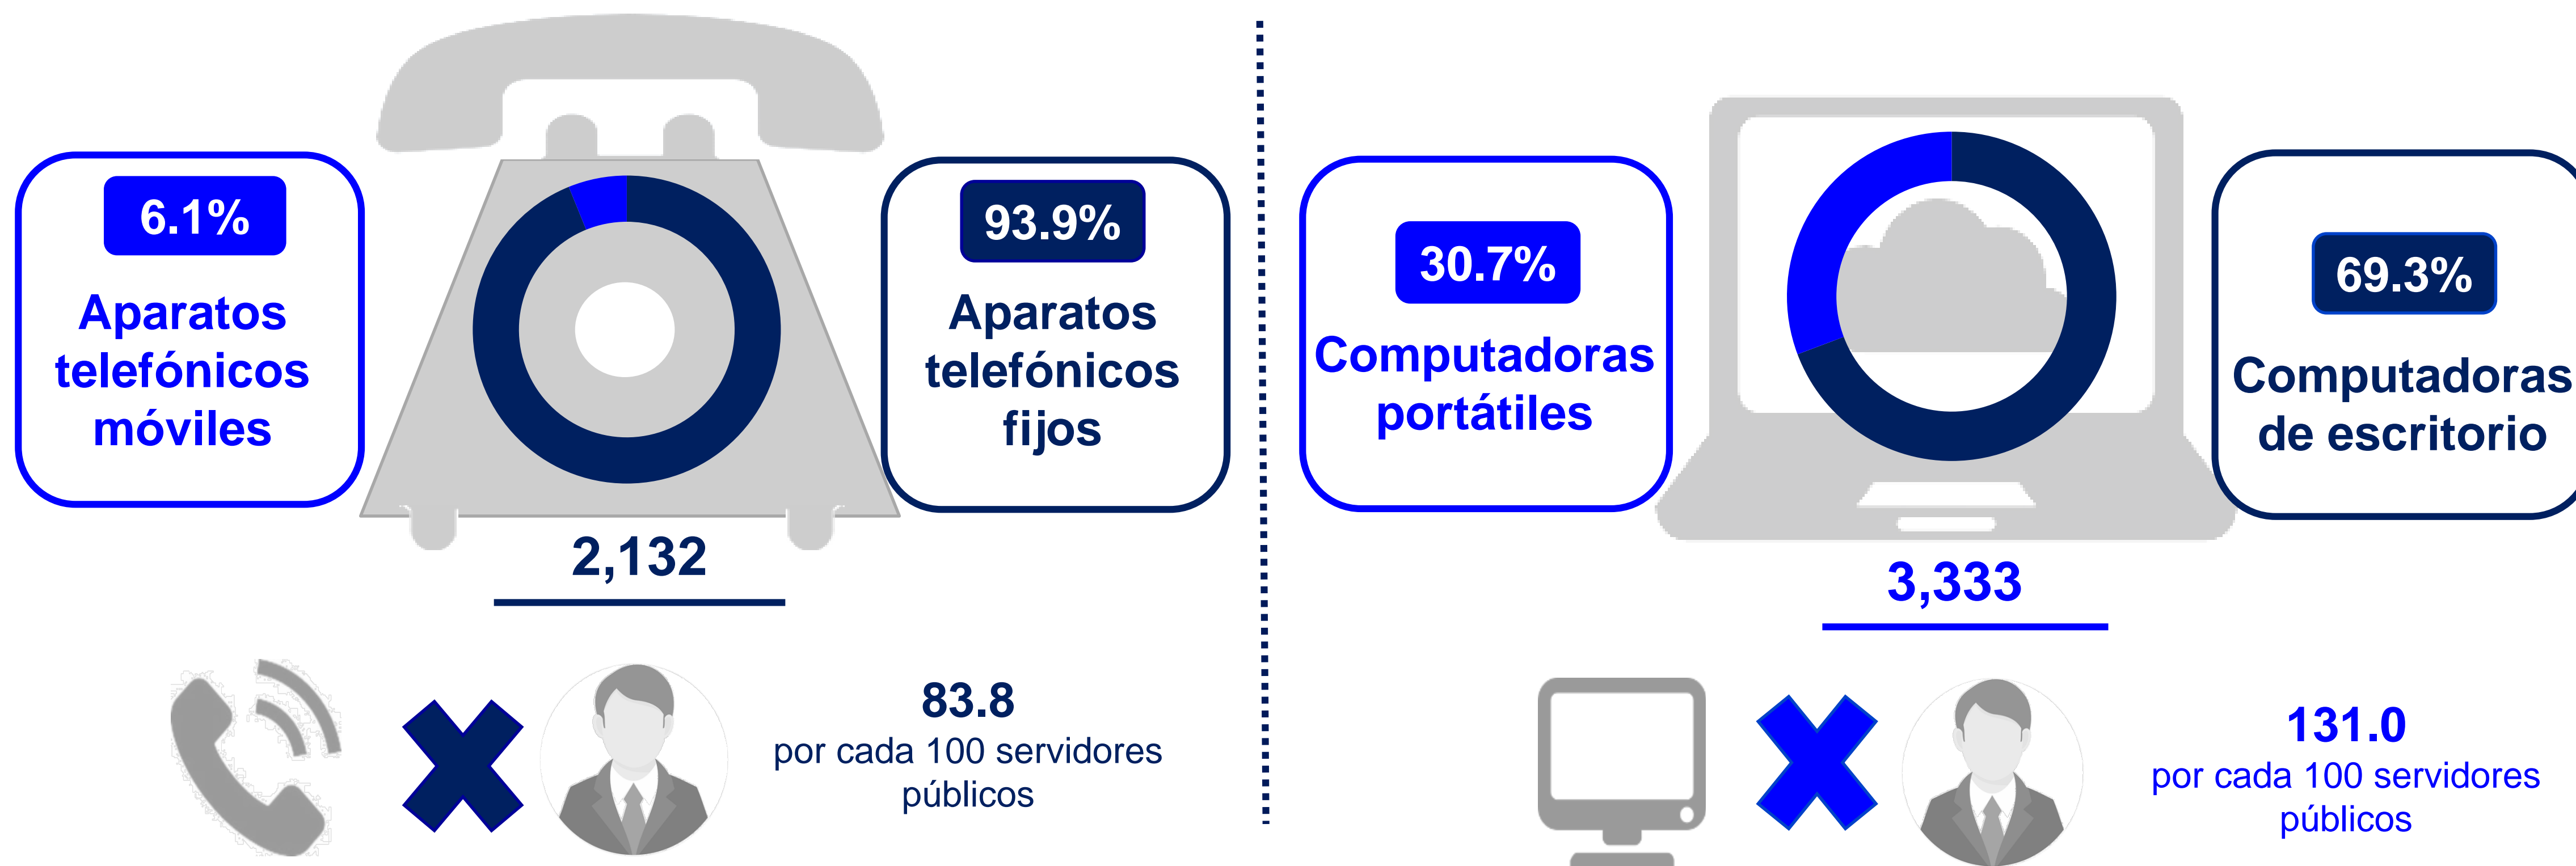 6.1%
Aparatos
telefónicos
móviles
93.9%
Aparatos
telefónicos
fijos
2,132
83.8
por cada 100 servidores
públicos
30.7%
Computadoras
portátiles
69.3%
Computadoras
de escritorio
3,333
131.0
por cada 100 servidores
públicos